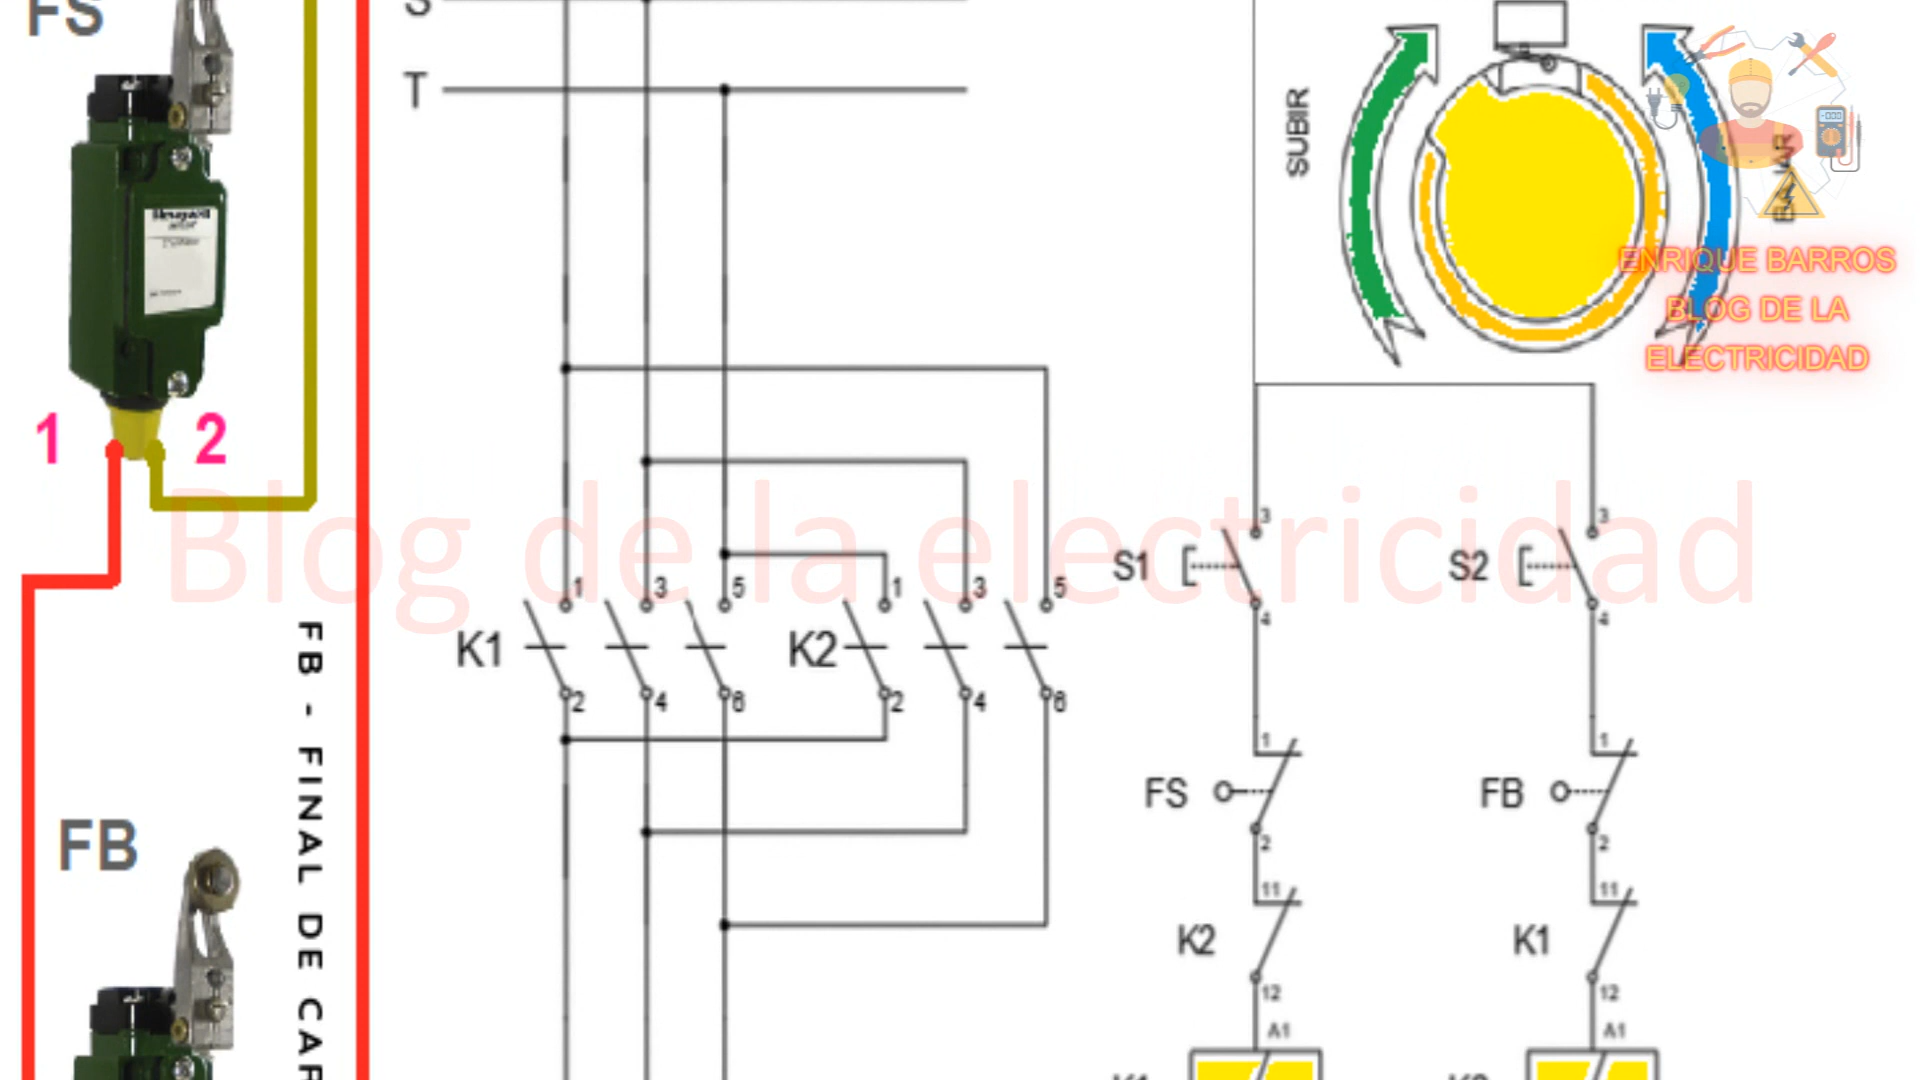 FS
1
2
FB - FINAL DE CAR
FB
S
T
K1
1
3
5
2
4
6
K2
1
3
5
2
4
6
SUBIR
ENRIQUE BARROS
BLOG DE LA
ELECTRICIDAD
Blog de la electricidad
S1
3
4
FS
1
2
K2
11
12
A1
K1
S2
3
4
FB
1
2
K1
11
12
A1
K2